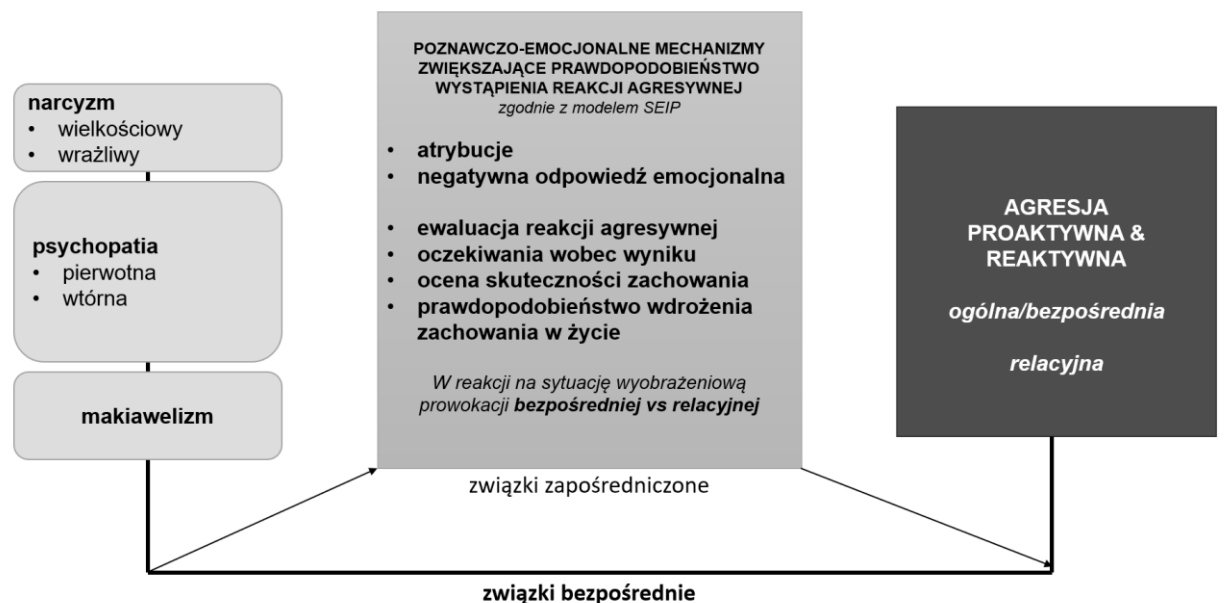 narcyzm
• wielkościowy
• wrażliwy
psychopatia
• pierwotna
• wtórna
makiawelizm
POZNAWCZO-EMOCJONALNE MECHANIZMY
ZWIĘKSZAJĄCE PRAWDOPODOBIEŃSTWO
WYSTĄPIENIA REAKCJI AGRESYWNEJ
zgodnie z modelem SEIP
• atrybucje
• negatywna odpowiedź emocjonalna
• ewaluacja reakcji agresywnej
• oczekiwania wobec wyniku
• ocena skuteczności zachowania
• prawdopodobieństwo wdrożenia
zachowania w życie
W reakcji na sytuację wyobrażeniową
prowokacji bezpośredniej vs relacyjnej
AGRESJA
PROAKTYWNA &
REAKTYWNA
ogólna/bezpośrednia
relacyjna
związki zapośredniczone
związki bezpośrednie